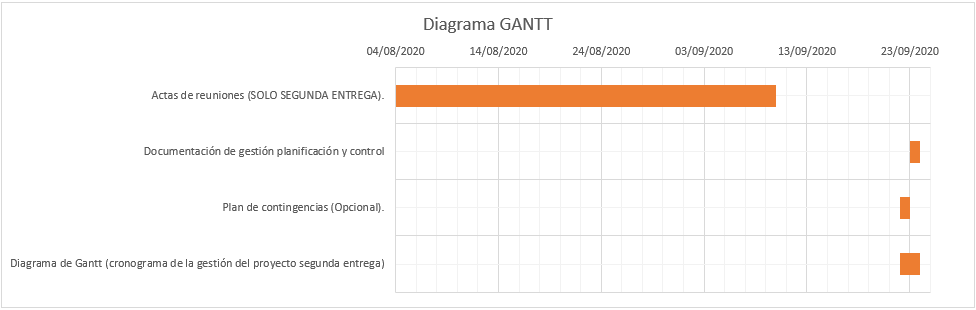 Diagrama GANTT
04/08/2020 14/08/2020 24/08/2020 03/09/2020 13/09/2020 23/09/2020
Actas de reuniones (SOLO SEGUNDA ENTREGA).
Documentación de gestión planificación y control
Plan de contingencias (Opcional).
Diagrama de Gantt (cronograma de la gestión del proyecto segunda entrega)